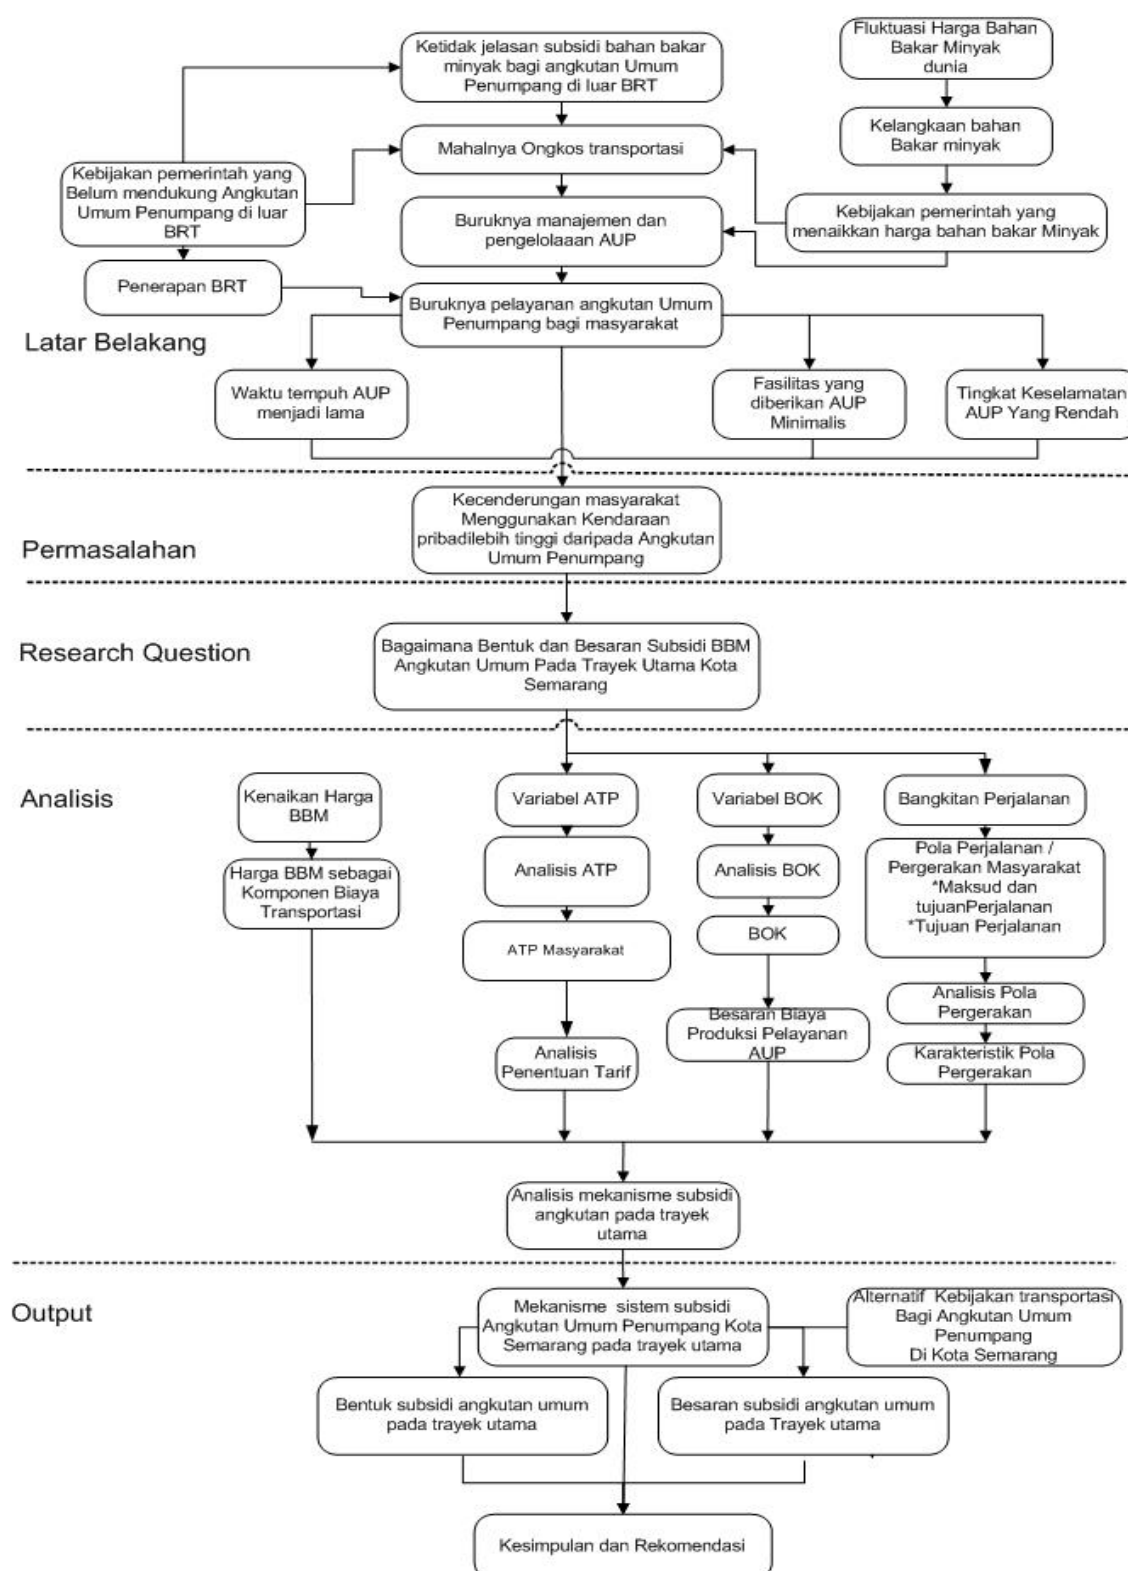 Ketidak jelasan subsidi bahan bakar
minyak bagi angkutan Umum
Penumpang di luar BRT
Fluktuasi Harga Bahan
Bakar Minyak
dunia
Mahalnya Ongkos transportasi
Kelangkaan bahan
Bakar minyak
Kebijakan pemerintah yang
Belum mendukung Angkutan
Umum Penumpang di luar
BRT
Buruknya manajemen dan
pengelolaaan AUP
Kebijakan pemerintah yang
menaikkan harga bahan bakar Minyak
Penerapan BRT
Buruknya pelayanan angkutan Umum
Penumpang bagi masyarakat
Latar Belakang
Waktu tempuh AUP
menjadi lama
Fasilitas yang
diberikan AUP
Minimalis
Tingkat Keselamatan
AUP Yang Rendah
Permasalahan
Kecenderungan masyarakat
Menggunakan Kendaraan
pribadilebih tinggi daripada Angkutan
Umum Penumpang
Research Question
Bagaimana Bentuk dan Besaran Subsidi BBM
Angkutan Umum Pada Trayek Utama Kota
Semarang
Analisis
Kenaikan Harga
BBM
Variabel ATP
Variabel BOK
Bangkitan Perjalanan
Harga BBM sebagai
Komponen Biaya
Transportasi
Analisis ATP
Analisis BOK
Pola Perjalanan /
Pergerakan Masyarakat
*Maksud dan
tujuanPerjalanan
*Tujuan Perjalanan
ATP Masyarakat
BOK
Analisis Pola
Pergerakan
Besaran Biaya
Produksi Pelayanan
AUP
Analisis
Penentuan Tarif
Karakteristik Pola
Pergerakan
Analisis mekanisme subsidi
angkutan pada trayek
utama
Output
Mekanisme sistem subsidi
Angkutan Umum Penumpang Kota
Semarang pada trayek utama
Alternatif Kebijakan transportasi
Bagi Angkutan Umum
Penumpang
Di Kota Semarang
Bentuk subsidi angkutan umum
pada trayek utama
Besaran subsidi angkutan umum
pada Trayek utama
Kesimpulan dan Rekomendasi